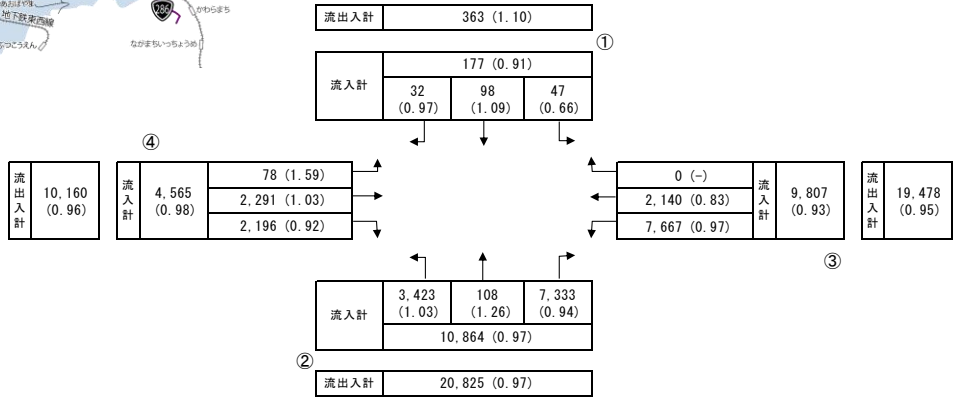 あおばやま
地下鉄東西線
286
かわらまち
ながまちいっちょうめ
流出入計 363 (1.10)
①
流入計
177 (0.91)
32 98 47
(0.97) (1.09) (0.66)
④
流出入計
10,160
(0.96)
流入計
4,565
(0.98)
78 (1.59)
2,291 (1.03)
2,196 (0.92)
0 (-)
2,140 (0.83)
7,667 (0.97)
流入計
9,807
(0.93)
流出入計
19,478
(0.95)
③
流入計
3,423 108 7,333
(1.03) (1.26) (0.94)
10,864 (0.97)
②
流出入計 20,825 (0.97)